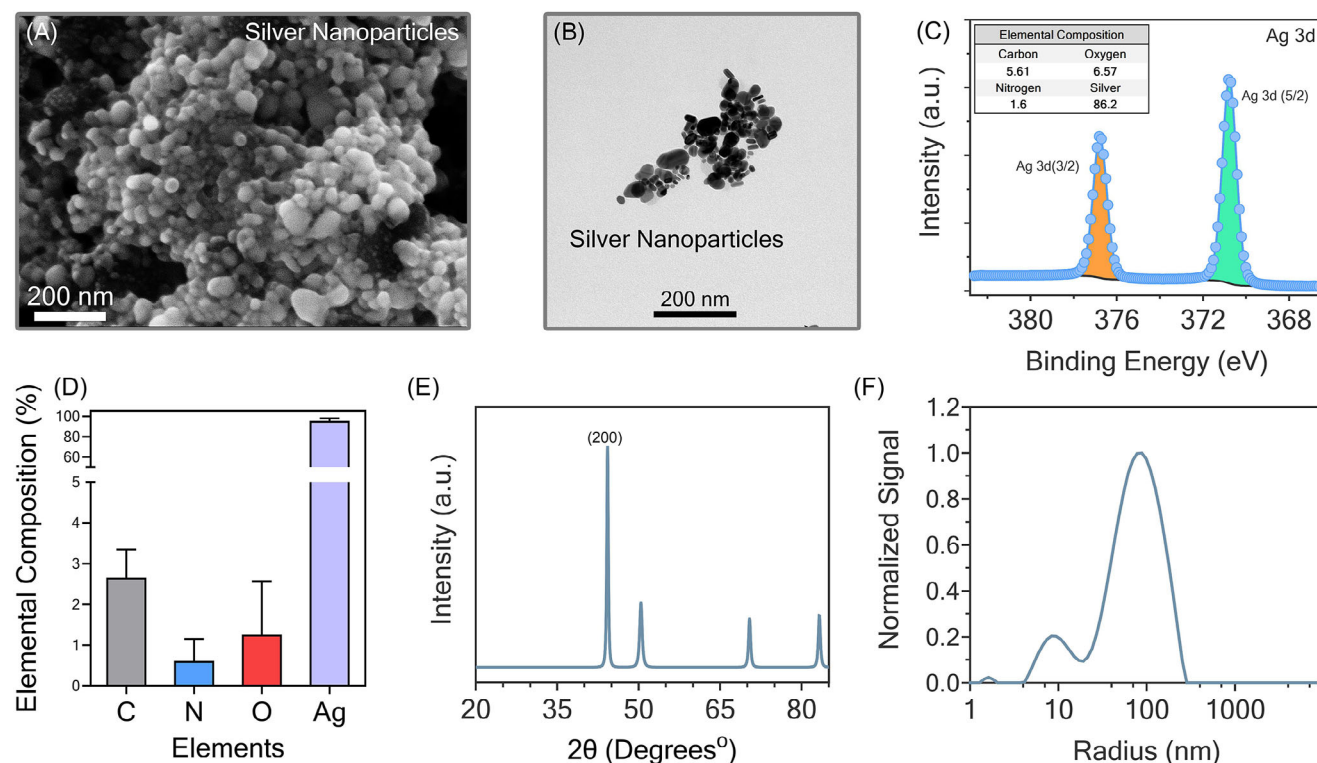 (A)
Silver Nanoparticles
200 nm
(B)
Silver Nanoparticles
200 nm
(C)
Elemental Composition
Carbon Oxygen
5.61 6.57
Nitrogen Silver
1.6 86.2
Ag 3d
Ag 3d (5/2)
Ag 3d(3/2)
Intensity (a.u.)
380 376 372 368
Binding Energy (eV)
(D)
Elemental Composition (%)
100
80
60
5
4
3
2
1
0
C N O Ag
Elements
(E)
Intensity (a.u.)
(200)
20 35 50 65 80
2θ (Degreesº)
(F)
Normalized Signal
1.2
1.0
0.8
0.6
0.4
0.2
0.0
1 10 100 1000
Radius (nm)